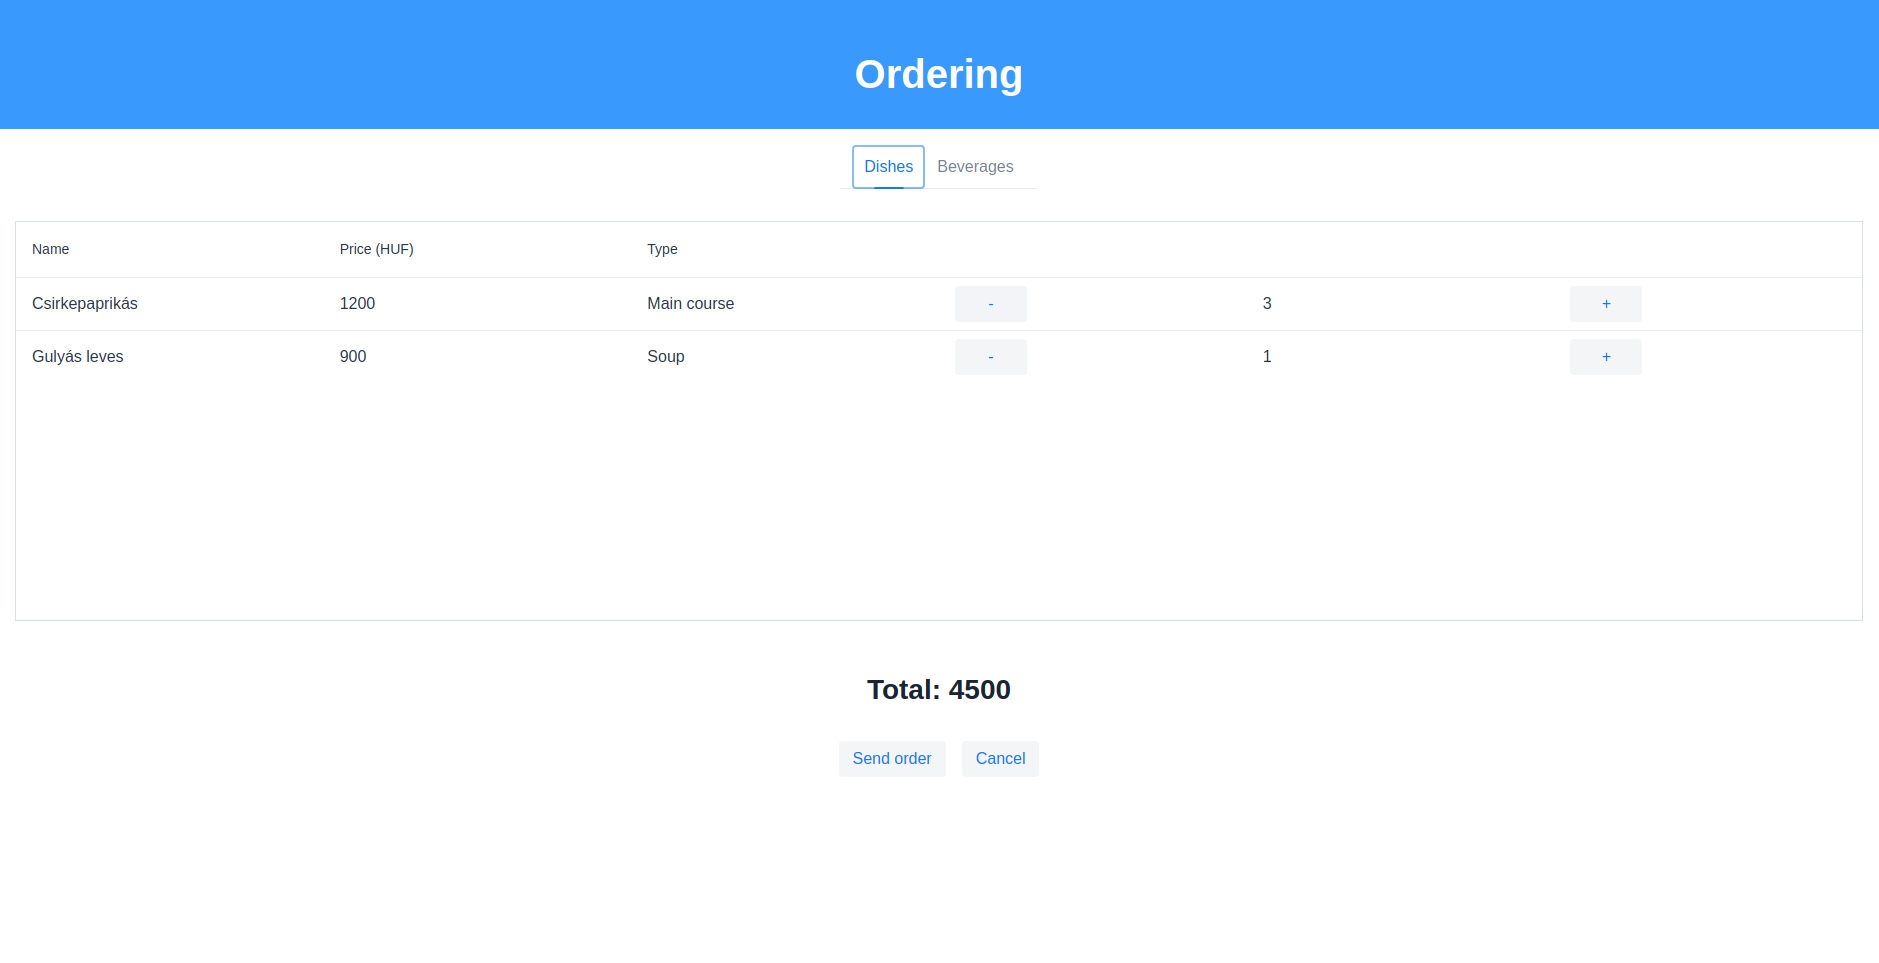 Ordering
Dishes Beverages
Name Price (HUF) Type
Csirkepaprikás 1200 Main course - 3 +
Gulyás leves 900 Soup - 1 +
Total: 4500
Send order Cancel